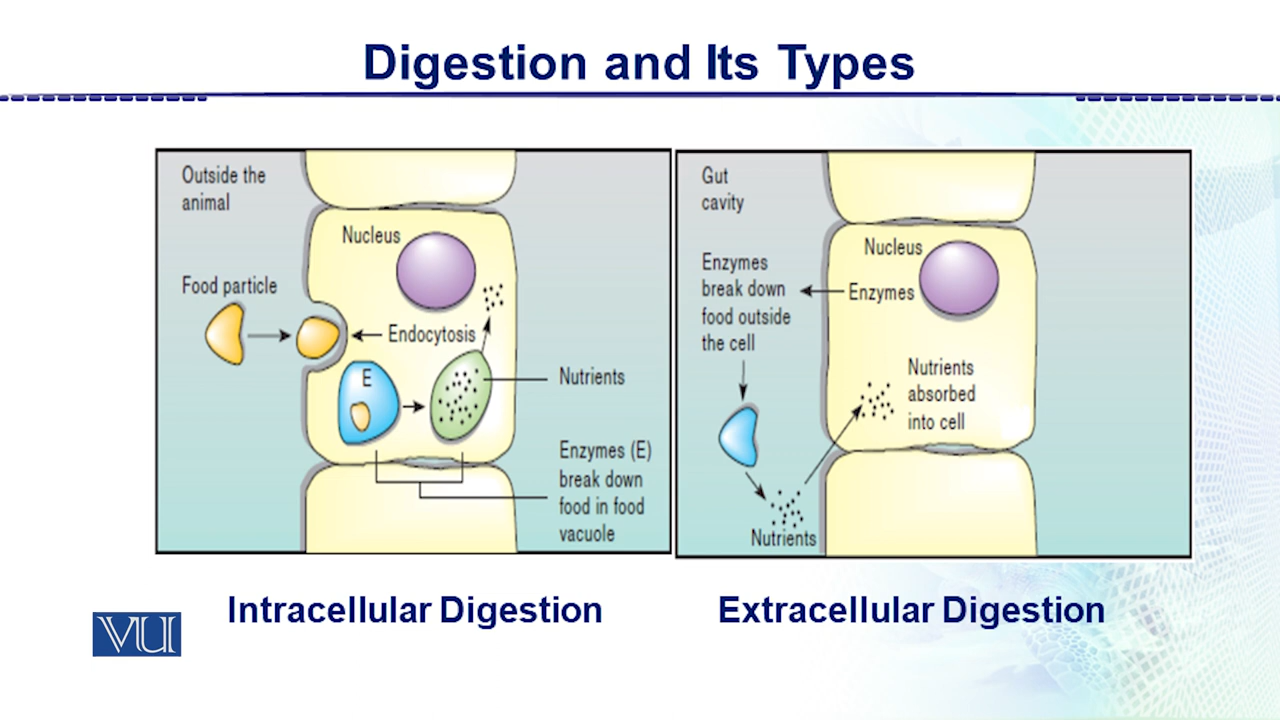 Digestion and Its Types
Outside the
animal
Nucleus
Food particle
Endocytosis
E
Nutrients
Enzymes (E)
break down
food in food
vacuole
Gut
cavity
Nucleus
Enzymes
break down
food outside
the cell
Enzymes
Nutrients
absorbed
into cell
Nutrients
Intracellular Digestion
Extracellular Digestion
VU